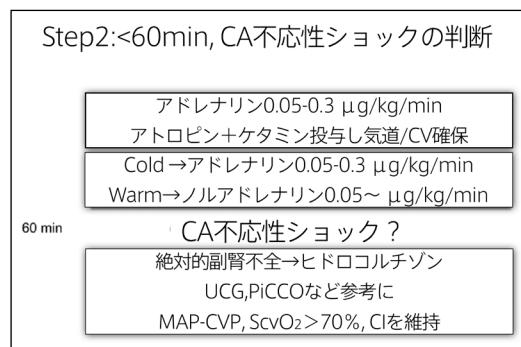 Step2:<60min, CA不応性ショックの判断
アドレナリン0.05-0.3 μg/kg/min
アトロピン＋ケタミン投与し気道/CV確保
Cold→アドレナリン0.05-0.3 μg/kg/min
Warm→ノルアドレナリン0.05～ μg/kg/min
60 min
CA不応性ショック？
絶対的副腎不全→ヒドロコルチゾン
UCG,PiCCOなど参考に
MAP-CVP, ScvO₂＞70%, CIを維持